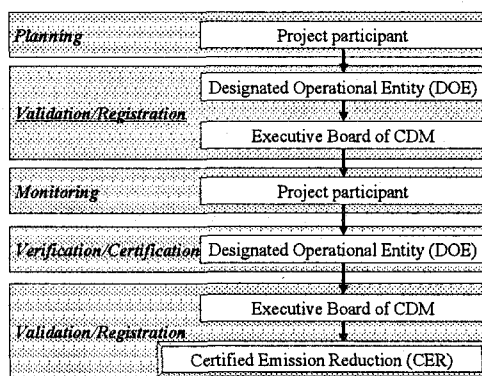 Planning
Project participant
Designated Operational Entity (DOE)
Validation/Registration
Executive Board of CDM
Monitoring
Project participant
Verification/Certification
Designated Operational Entity (DOE)
Executive Board of CDM
Validation/Registration
Certified Emission Reduction (CER)